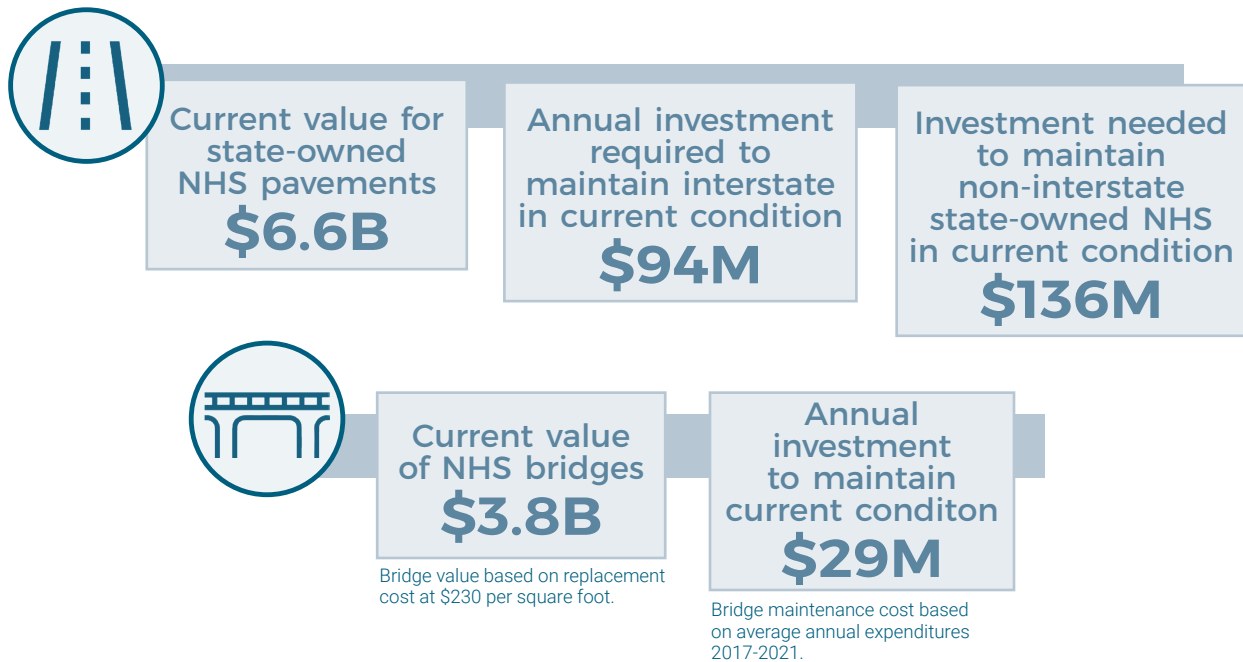 Current value for
state-owned
NHS pavements
$6.6B
Annual investment
required to
maintain interstate
in current condition
$94M
Investment needed
to maintain
non-interstate
state-owned NHS
in current condition
$136M
Current value
of NHS bridges
$3.8B
Bridge value based on replacement
cost at $230 per square foot.
Annual
investment
to maintain
current conditon
$29M
Bridge maintenance cost based
on average annual expenditures
2017-2021.